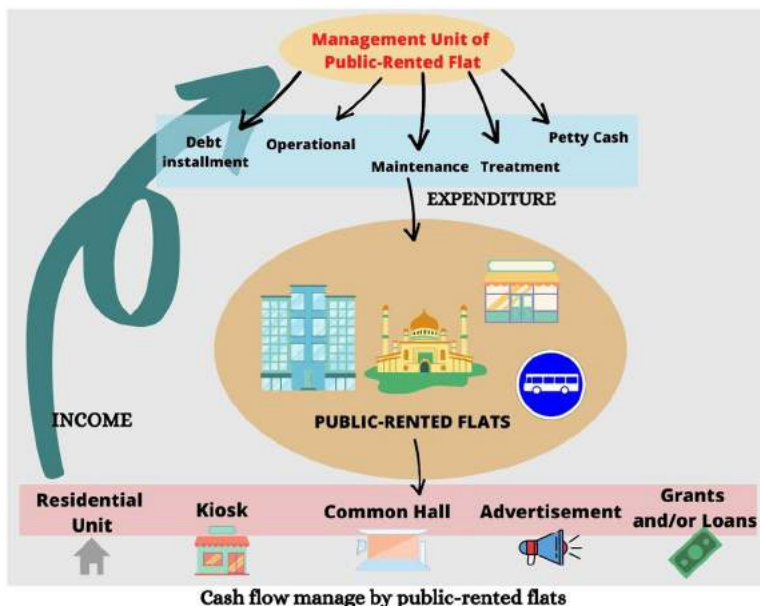 Management Unit of
Public-Rented Flat
Debt
installment
Operational
Maintenance
Treatment
Petty Cash
EXPENDITURE
PUBLIC-RENTED FLATS
INCOME
Residential
Unit
Kiosk
Common Hall
Advertisement
Grants
and/or Loans
Cash flow manage by public-rented flats